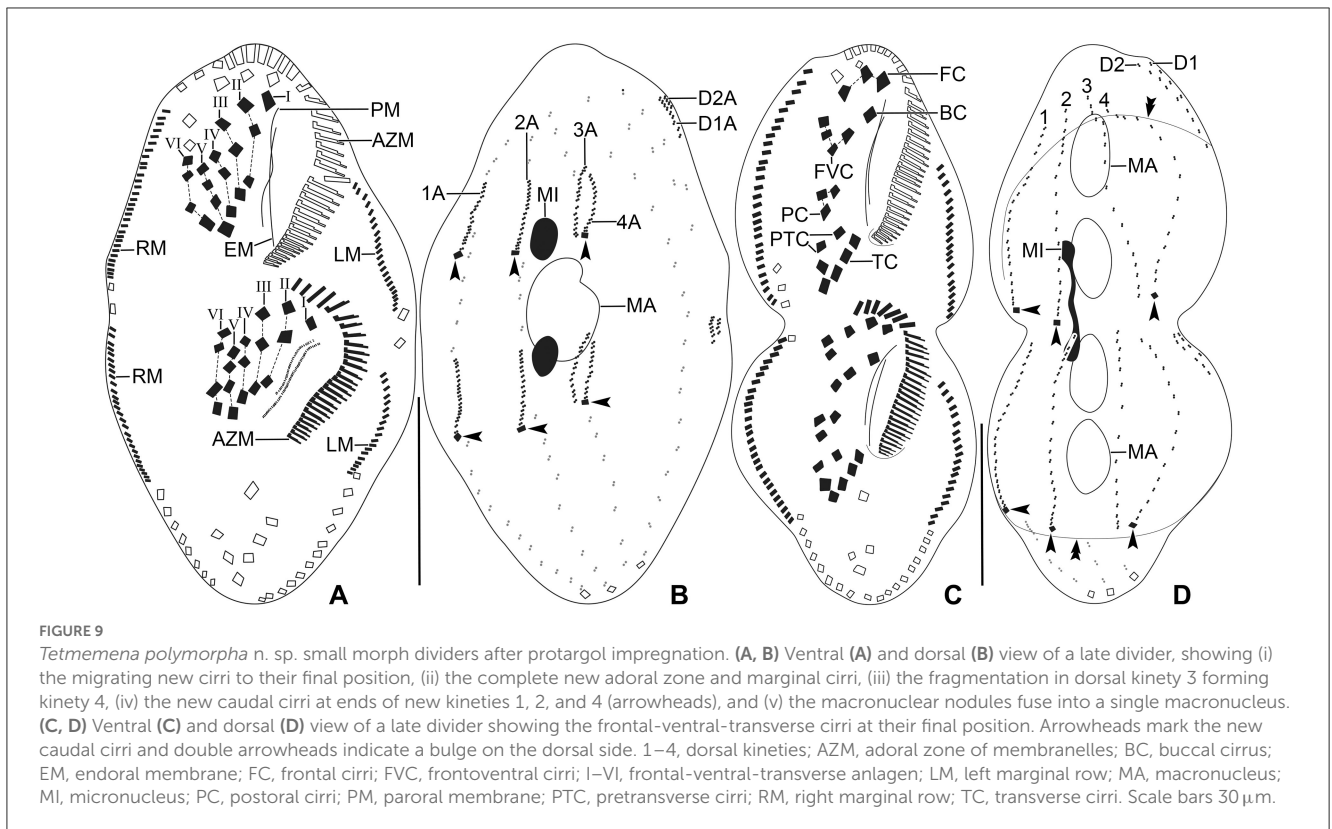 I
II
III
IV
V
VI
PM
AZM
EM
RM
LM
I
II
III
IV
V
VI
RM
AZM
LM
A
D2A
D1A
2A
3A
1A
MI
4A
MA
B
FC
BC
FVC
PC
PTC
TC
C
D2
D1
1
2
3
4
MA
MI
MA
D
FIGURE 9
Tetmemena polymorpha n. sp. small morph dividers after protargol impregnation. (A, B) Ventral (A) and dorsal (B) view of a late divider, showing (i)
the migrating new cirri to their final position, (ii) the complete new adoral zone and marginal cirri, (iii) the fragmentation in dorsal kinety 3 forming
kinety 4, (iv) the new caudal cirri at ends of new kineties 1, 2, and 4 (arrowheads), and (v) the macronuclear nodules fuse into a single macronucleus.
(C, D) Ventral (C) and dorsal (D) view of a late divider showing the frontal-ventral-transverse cirri at their final position. Arrowheads mark the new
caudal cirri and double arrowheads indicate a bulge on the dorsal side. 1–4, dorsal kineties; AZM, adoral zone of membranelles; BC, buccal cirrus;
EM, endoral membrane; FC, frontal cirri; FVC, frontoventral cirri; I–VI, frontal-ventral-transverse anlagen; LM, left marginal row; MA, macronucleus;
MI, micronucleus; PC, postoral cirri; PM, paroral membrane; PTC, pretransverse cirri; RM, right marginal row; TC, transverse cirri. Scale bars 30 μm.